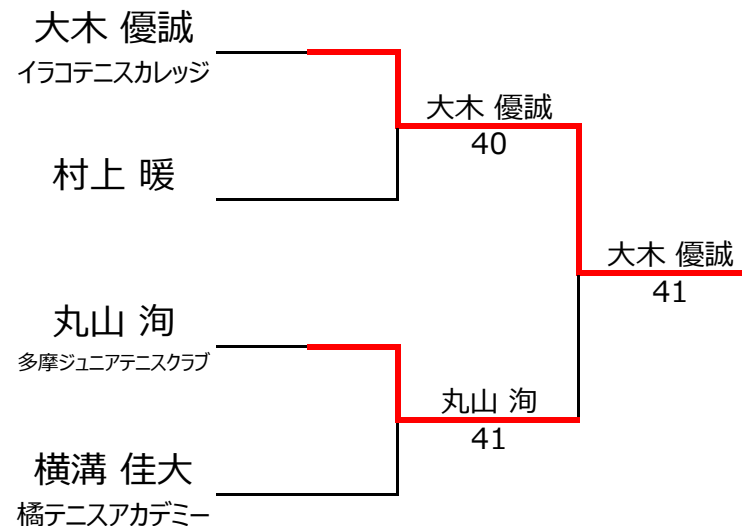 大木 優誠
イラコテニスカレッジ
大木 優誠
40
村上 暖
大木 優誠
41
丸山 洵
多摩ジュニアテニスクラブ
丸山 洵
41
横溝 佳大
橘テニスアカデミー